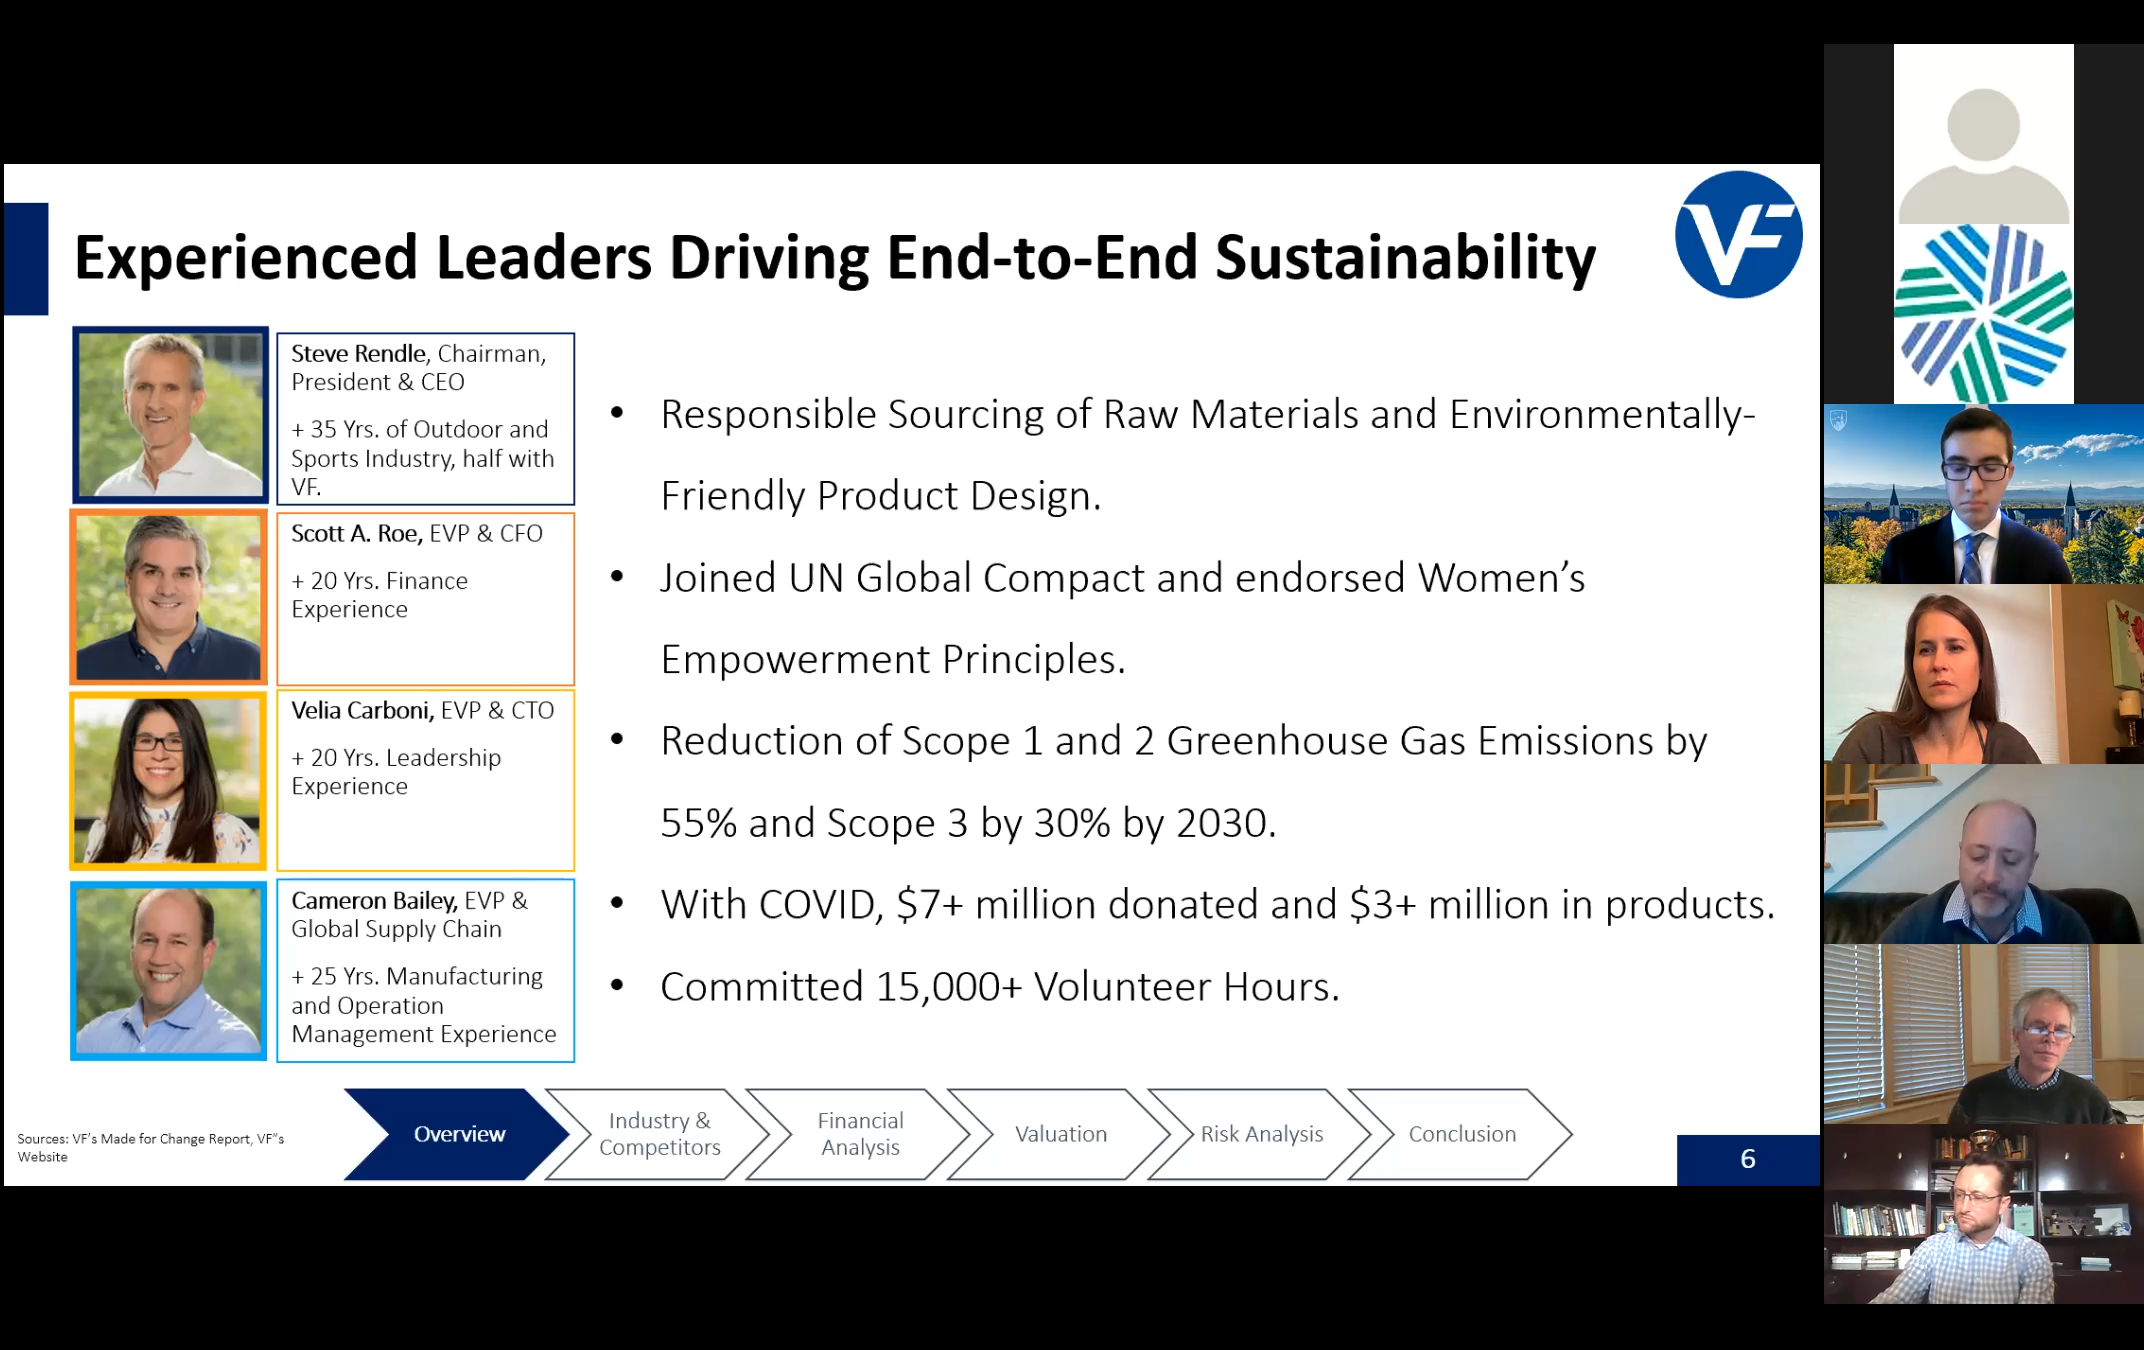 Experienced Leaders Driving End-to-End Sustainability
VF
Steve Rendle, Chairman,
President & CEO
+ 35 Yrs. of Outdoor and
Sports Industry, half with
VF.
Scott A. Roe, EVP & CFO
+ 20 Yrs. Finance
Experience
Velia Carboni, EVP & CTO
+ 20 Yrs. Leadership
Experience
Cameron Bailey, EVP &
Global Supply Chain
+ 25 Yrs. Manufacturing
and Operation
Management Experience
• Responsible Sourcing of Raw Materials and Environmentally-
Friendly Product Design.
• Joined UN Global Compact and endorsed Women’s
Empowerment Principles.
• Reduction of Scope 1 and 2 Greenhouse Gas Emissions by
55% and Scope 3 by 30% by 2030.
• With COVID, $7+ million donated and $3+ million in products.
• Committed 15,000+ Volunteer Hours.
Sources: VF’s Made for Change Report, VF"s
Website
Overview
Industry &
Competitors
Financial
Analysis
Valuation
Risk Analysis
Conclusion
6